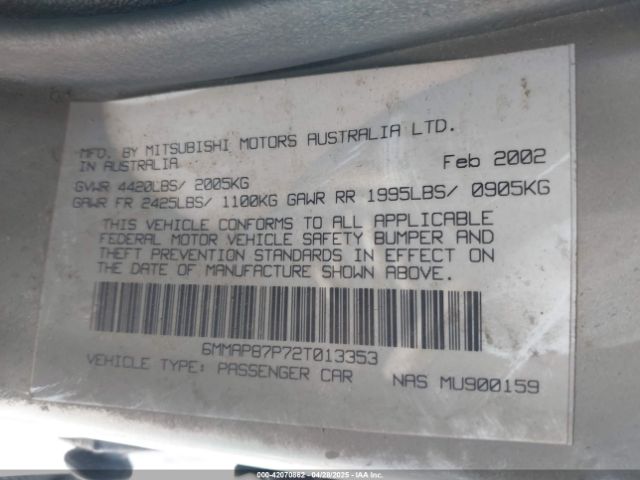 MFD. BY MITSUBISHI MOTORS AUSTRALIA LTD.
IN AUSTRALIA Feb 2002
GVWR 4420LBS/ 2005KG
GAWR FR 2425LBS/ 1100KG GAWR RR 1995LBS/ 0905KG
THIS VEHICLE CONFORMS TO ALL APPLICABLE
FEDERAL MOTOR VEHICLE SAFETY BUMPER AND
THEFT PREVENTION STANDARDS IN EFFECT ON
THE DATE OF MANUFACTURE SHOWN ABOVE.
6MMAP87P72T013353
VEHICLE TYPE: PASSENGER CAR NAS MU900159
000-42070862 04/28/2025 - IAAI.COM